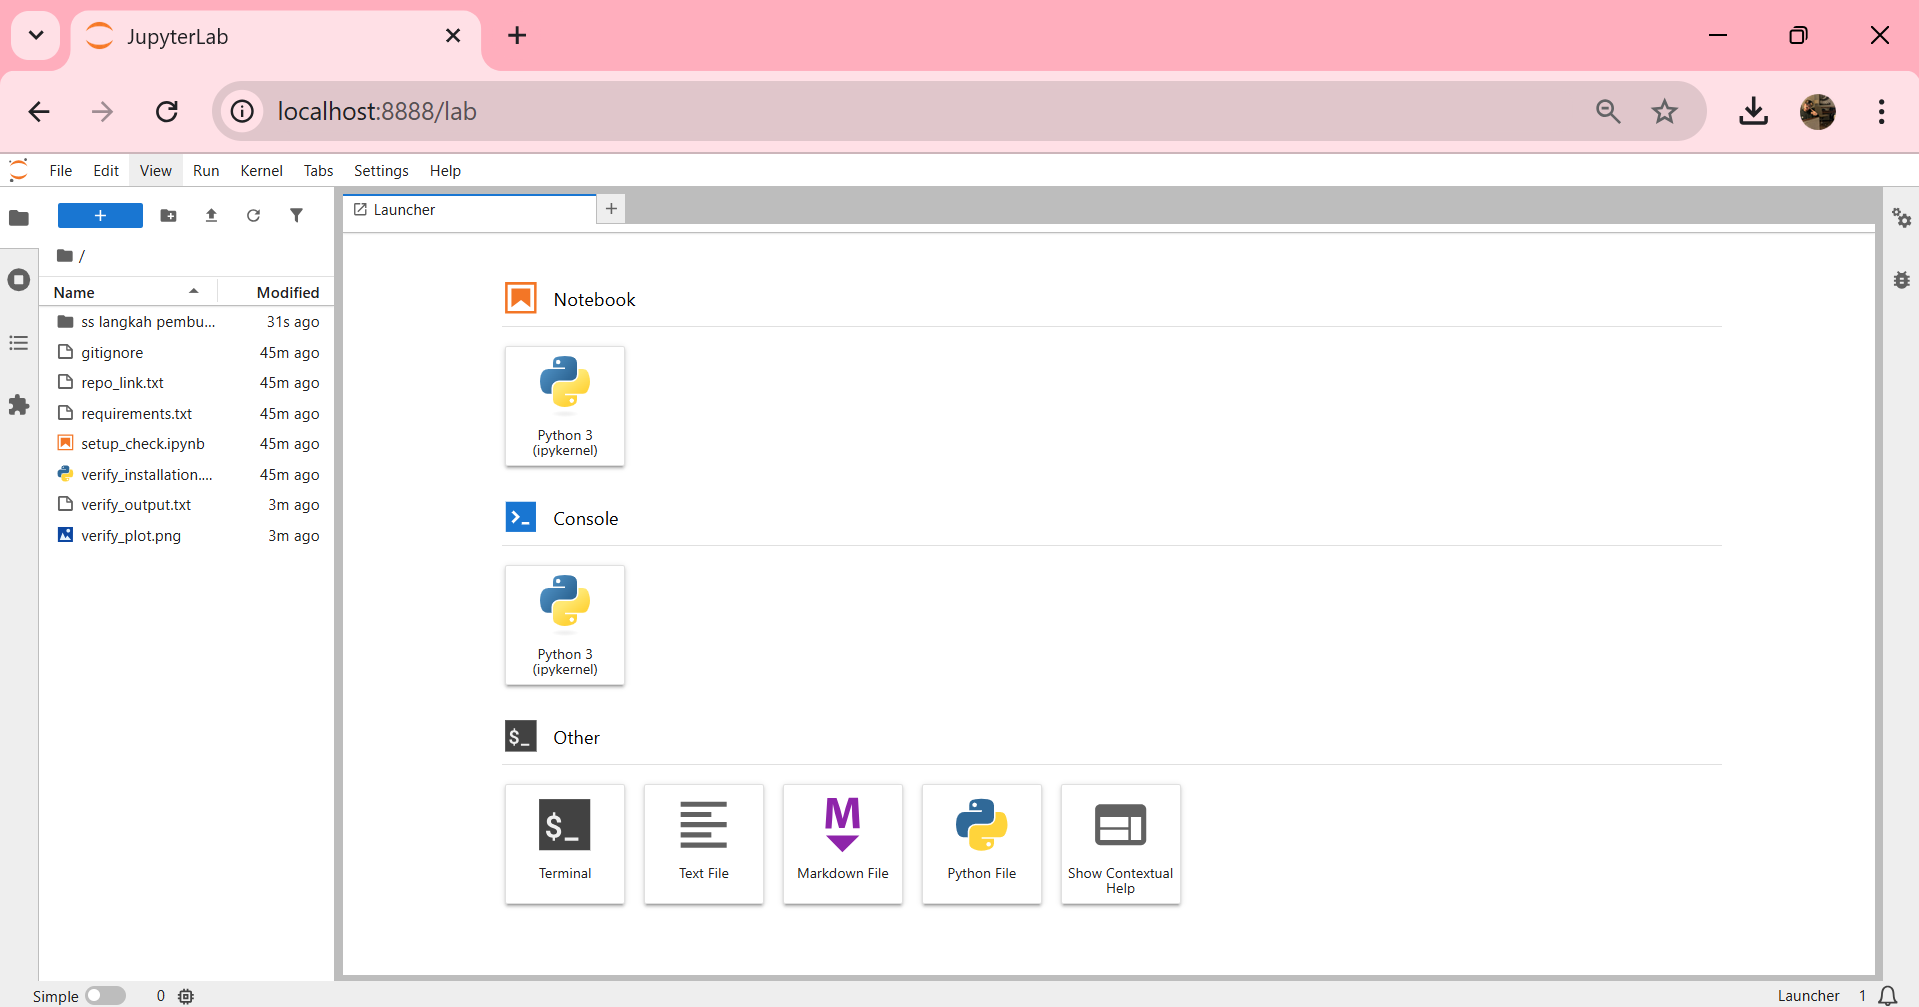 JupyterLab
localhost:8888/lab
File Edit View Run Kernel Tabs Settings Help
Launcher
/
Name Modified
ss langkah pembu... 31s ago
gitignore 45m ago
repo_link.txt 45m ago
requirements.txt 45m ago
setup_check.ipynb 45m ago
verify_installation.... 45m ago
verify_output.txt 3m ago
verify_plot.png 3m ago
Notebook
Python 3
(ipykernel)
Console
Python 3
(ipykernel)
$_ Other
$_
M
Terminal
Text File
Markdown File
Python File
Show Contextual
Help
Simple 0 Launcher 1